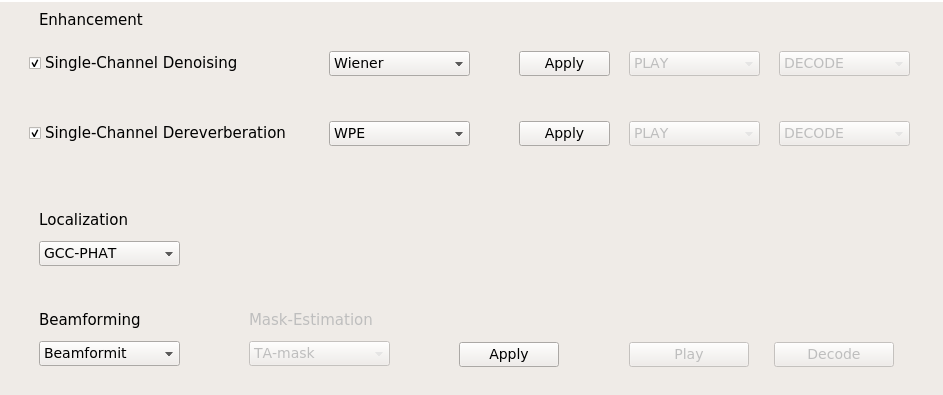 Enhancement
Single-Channel Denoising Wiener Apply PLAY DECODE
Single-Channel Dereverberation WPE Apply PLAY DECODE
Localization
GCC-PHAT
Beamforming Mask-Estimation
Beamformit TA-mask Apply Play Decode